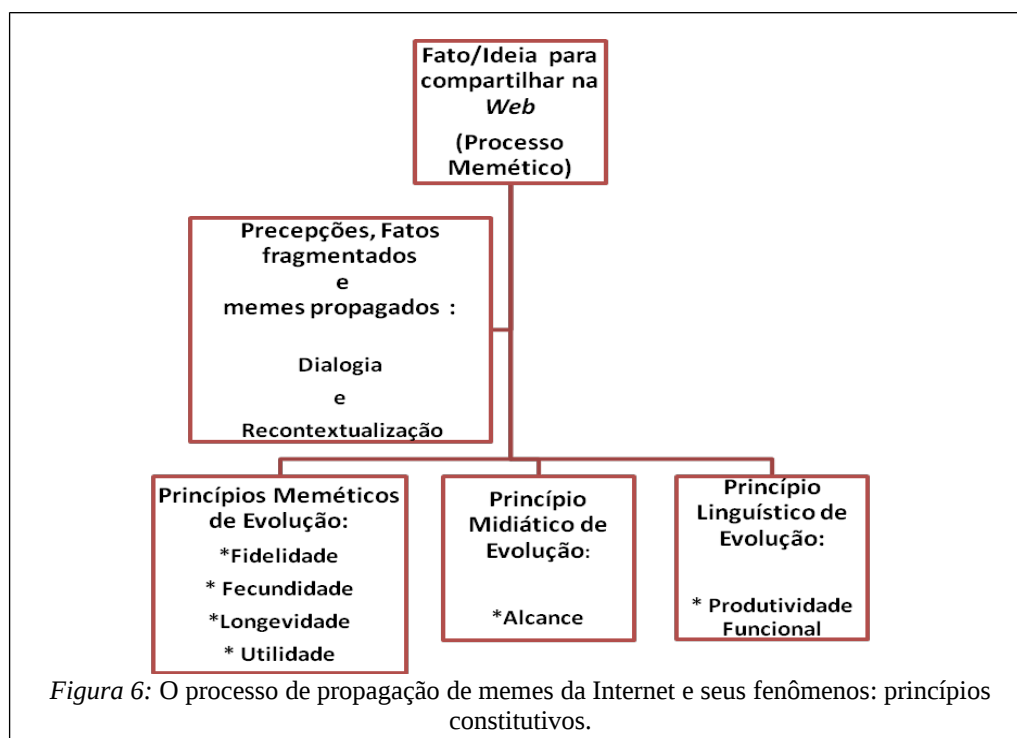 Fato/Ideia para
compartilhar na
Web
(Processo
Memético)
Precepções, Fatos
fragmentados
e
memes propagados :
Dialogia
e
Recontextualização
Princípios Meméticos
de Evolução:
*Fidelidade
* Fecundidade
*Longevidade
* Utilidade
Princípio
Midiático de
Evolução:
*Alcance
Princípio
Linguístico de
Evolução:
* Produtividade
Funcional
Figura 6: O processo de propagação de memes da Internet e seus fenômenos: princípios
constitutivos.